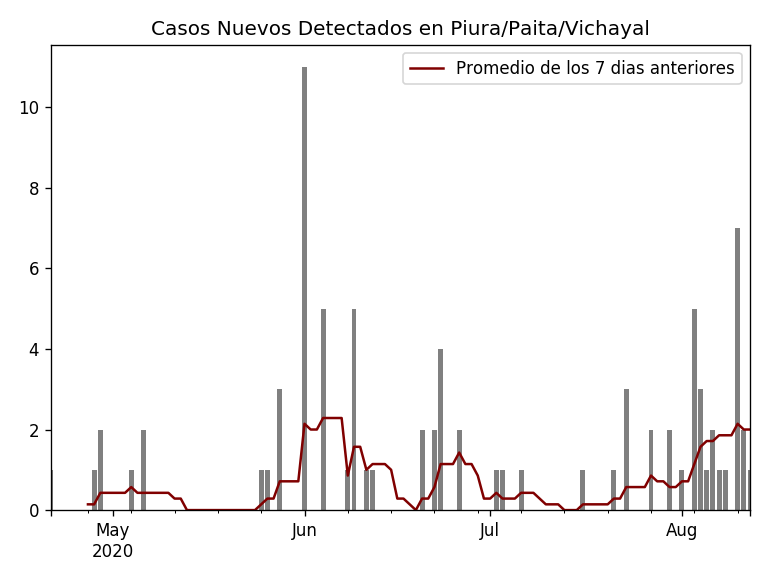 Casos Nuevos Detectados en Piura/Paita/Vichayal
Promedio de los 7 dias anteriores
10
8
6
4
2
0
May
2020
Jun
Jul
Aug